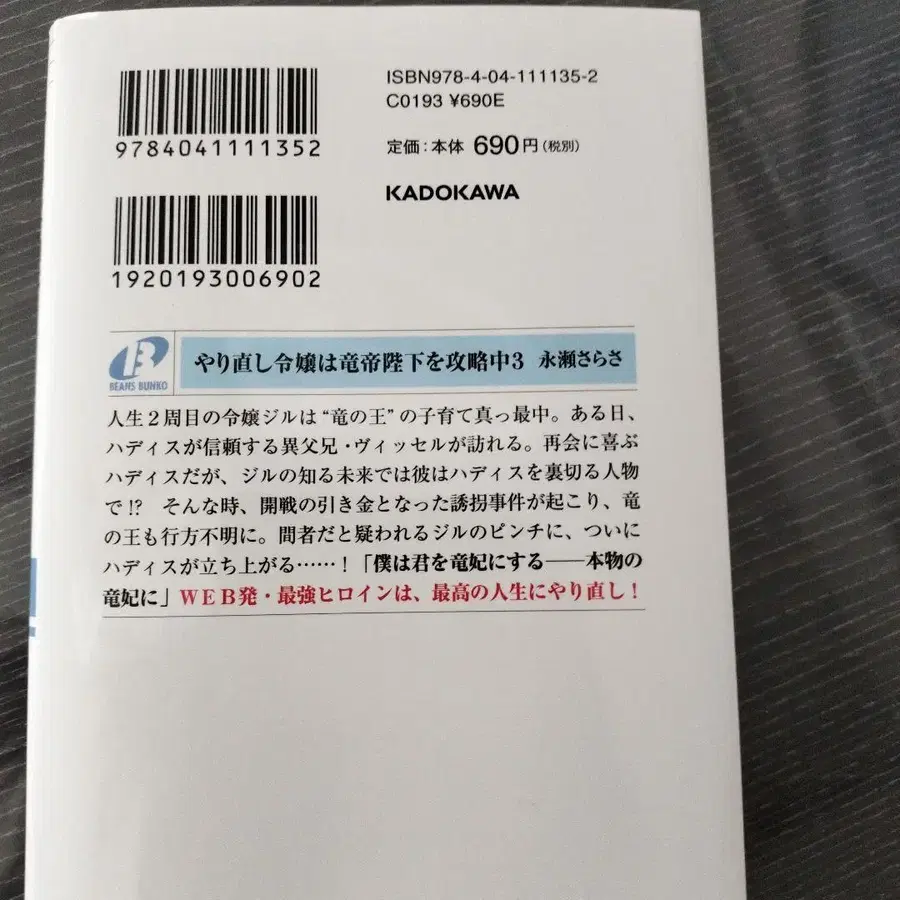 ISBN978-4-04-111135-2
C0193 ¥690E
9784041111352
定価：本体 690円（税別）
KADOKAWA
1920193006902
B
BEANS BUNKO
やり直し令嬢は竜帝陛下を攻略中3 永瀬さらさ
人生２周目の令嬢ジルは“竜の王”の子育て真っ最中。ある日、
ハディスが信頼する異父兄・ヴィッセルが訪れる。再会に喜ぶ
ハディスだが、ジルの知る未来では彼はハディスを裏切る人物
で!? そんな時、開戦の引き金となった誘拐事件が起こり、竜
の王も行方不明に。間者だと疑われるジルのピンチに、ついに
ハディスが立ち上がる……！「僕は君を竜妃にする――本物の
竜妃に」ＷＥＢ発・最強ヒロインは、最高の人生にやり直し！